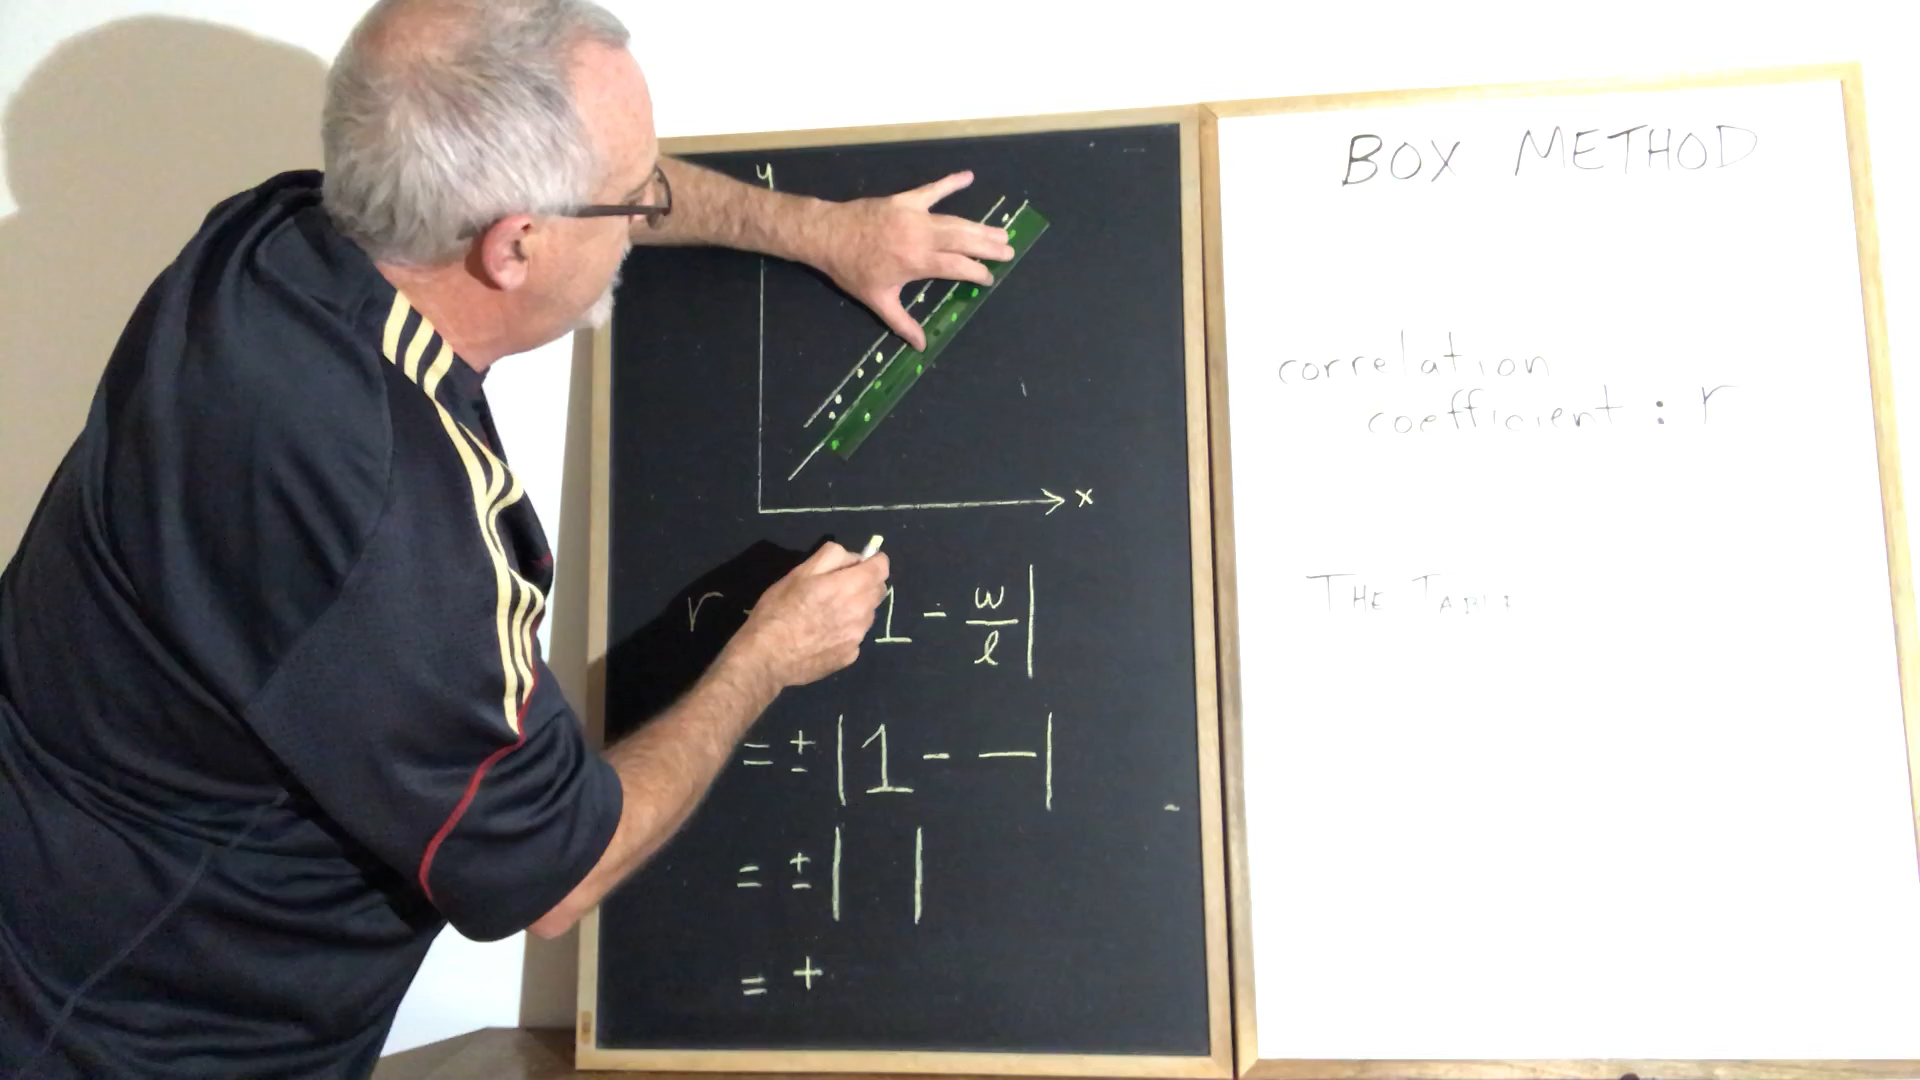 y
x
r - 1 - w/l|
= ±|1 - —|
= ±| |
= +
BOX METHOD
correlation
coefficient : r
THE TABLE